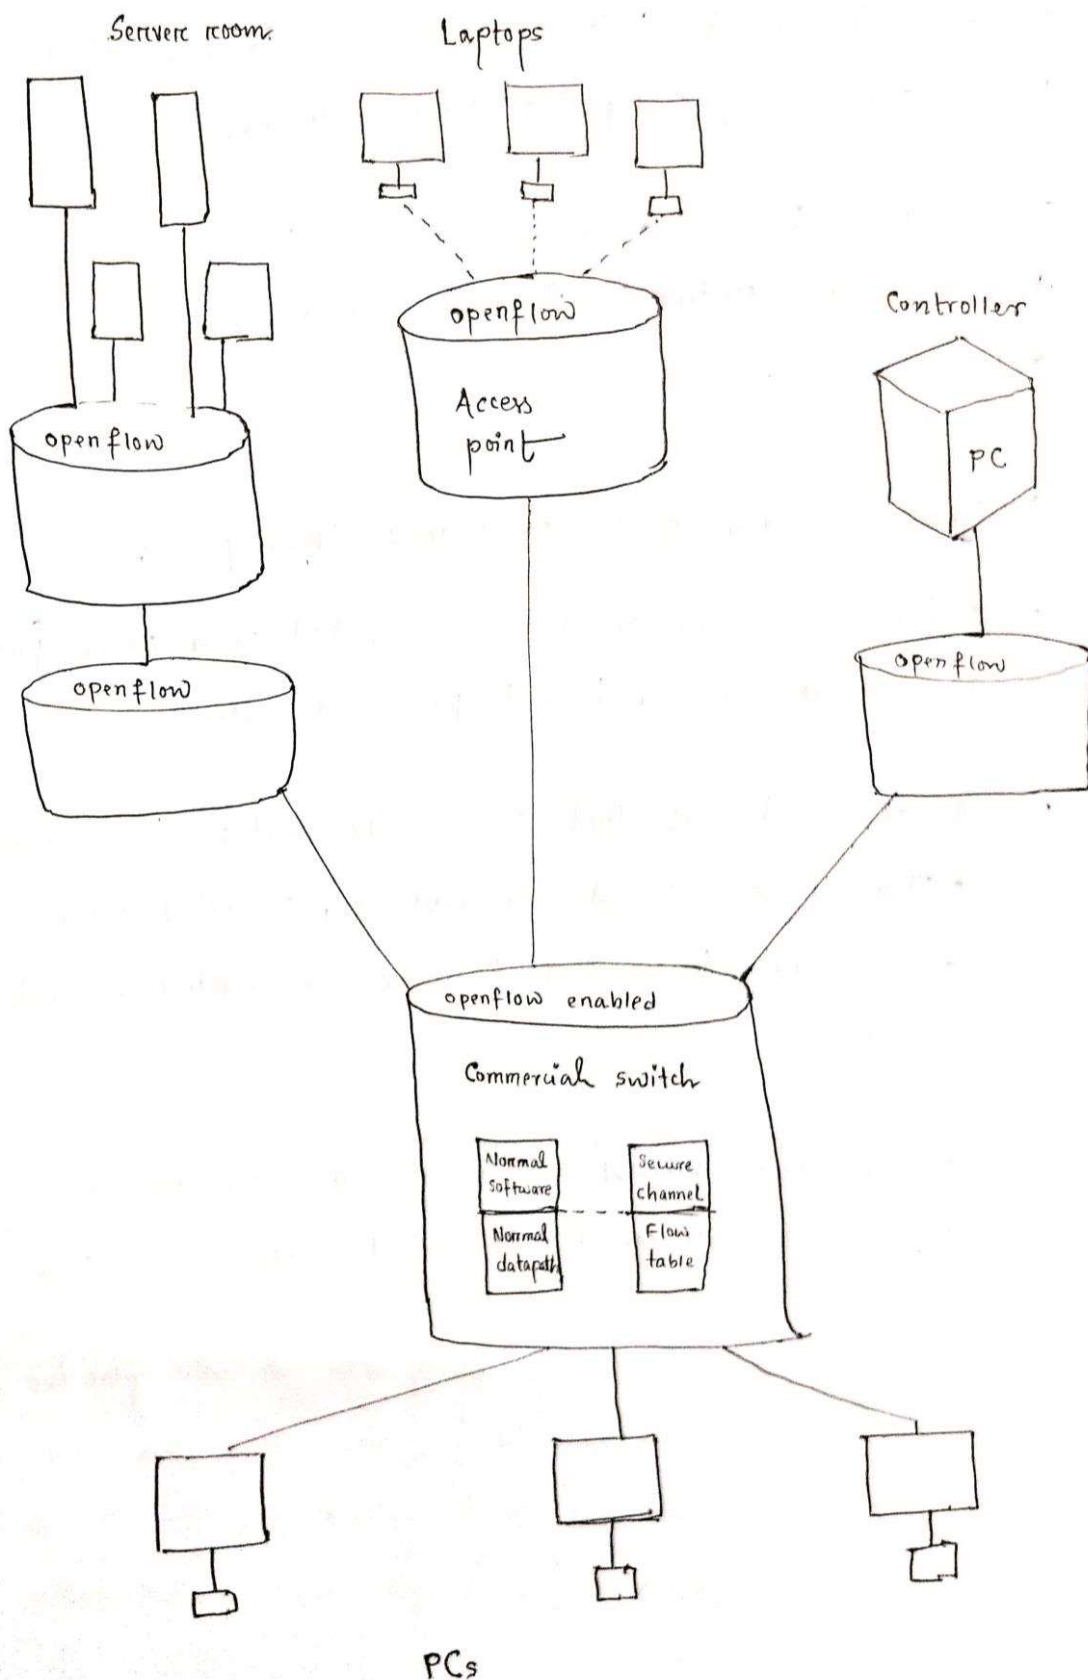 Server room.
Laptops
openflow
Access
point
Controller
PC
openflow
openflow
openflow
openflow enabled
Commercial switch
Normal
software
Normal
datapath
Secure
channel
Flow
table
PCs